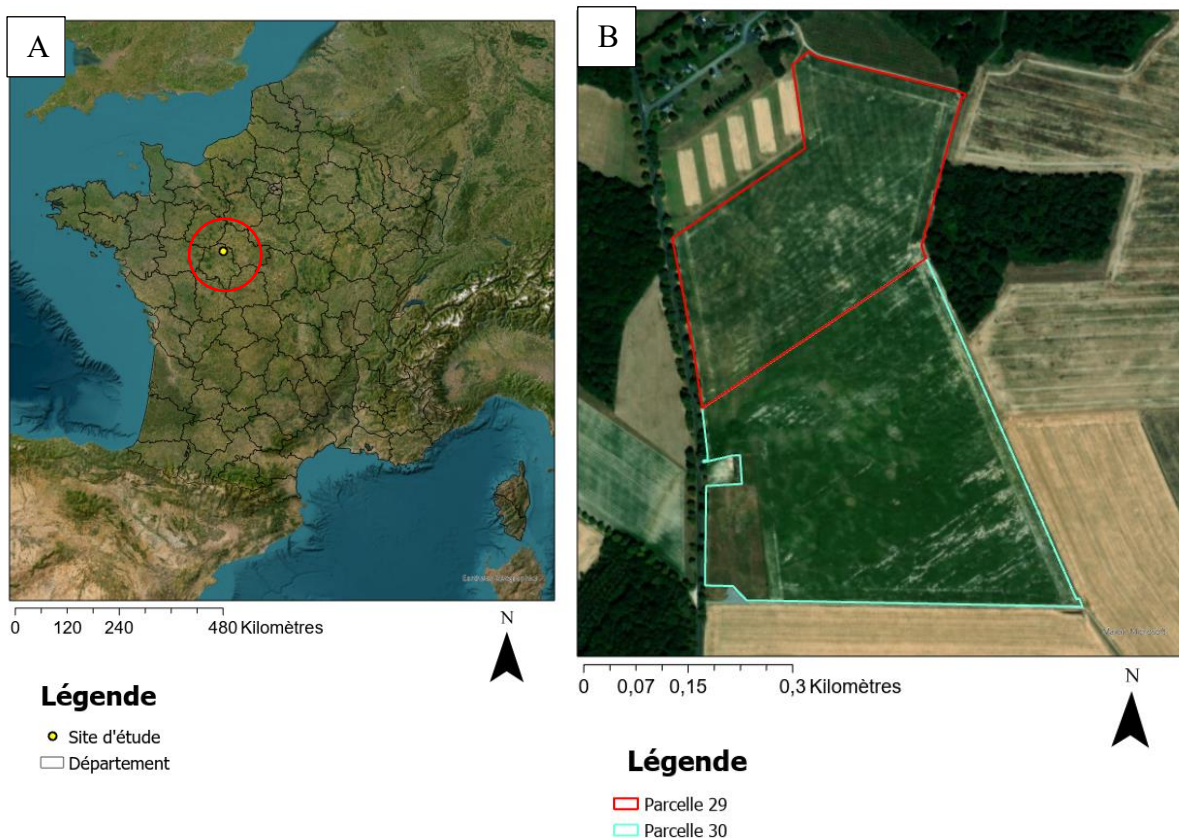 A
0 120 240 480 Kilomètres
N
Légende
Site d'étude
Département
B
0 0,07 0,15 0,3 Kilomètres
N
Légende
Parcelle 29
Parcelle 30